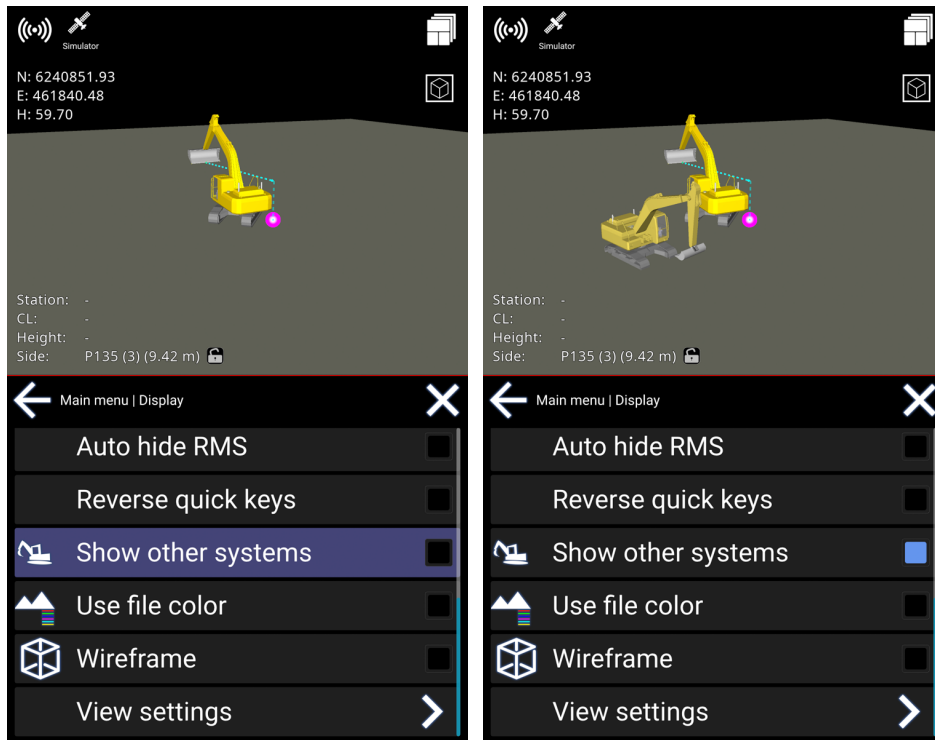 Simulator
N: 6240851.93
E: 461840.48
H: 59.70
Station: -
CL: -
Height: -
Side: P135 (3) (9.42 m)
Main menu | Display
Auto hide RMS
Reverse quick keys
Show other systems
Use file color
Wireframe
View settings
Simulator
N: 6240851.93
E: 461840.48
H: 59.70
Station: -
CL: -
Height: -
Side: P135 (3) (9.42 m)
Main menu | Display
Auto hide RMS
Reverse quick keys
Show other systems
Use file color
Wireframe
View settings